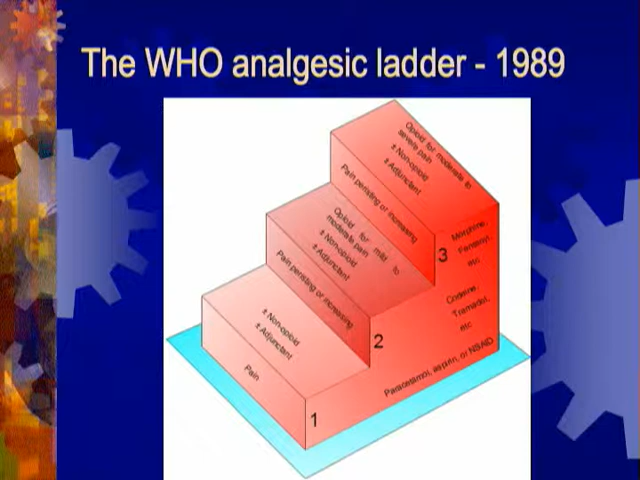 The WHO analgesic ladder - 1989
Opioid for moderate to
severe pain
± Non-opioid
± Adjunctant
Pain peristing or increasing
Morphine,
Fentanyl,
etc
3
Opioid for mild to
moderate pain
± Non-opioid
± Adjunctant
Pain peristing or increasing
Codeine,
Tramadol,
etc
2
± Non-opioid
± Adjunctant
Pain
Paracetamol, aspirin, or NSAID
1